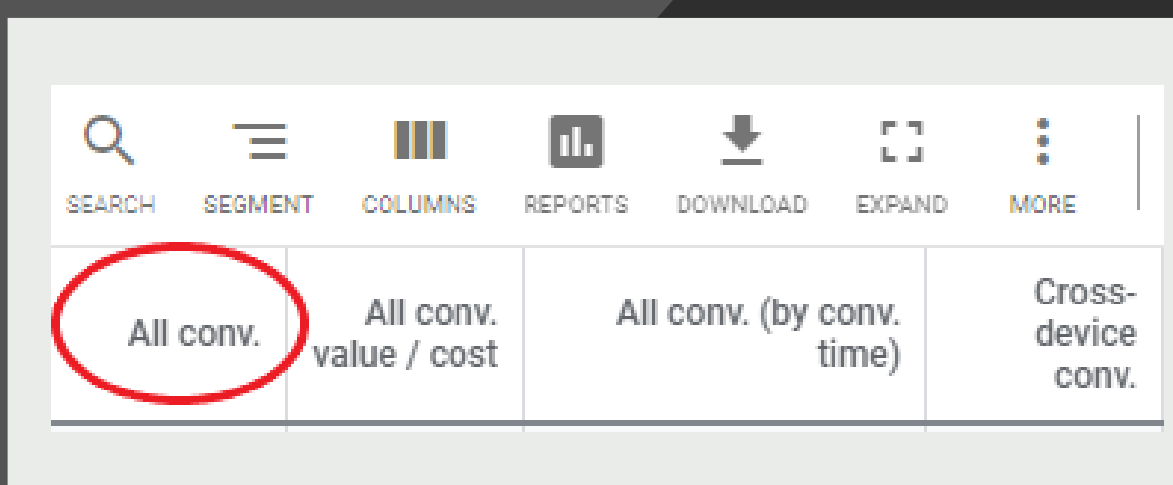 SEARCH SEGMENT COLUMNS REPORTS DOWNLOAD EXPAND MORE
All conv.
All conv.
value / cost
All conv. (by conv.
time)
Cross-
device
conv.